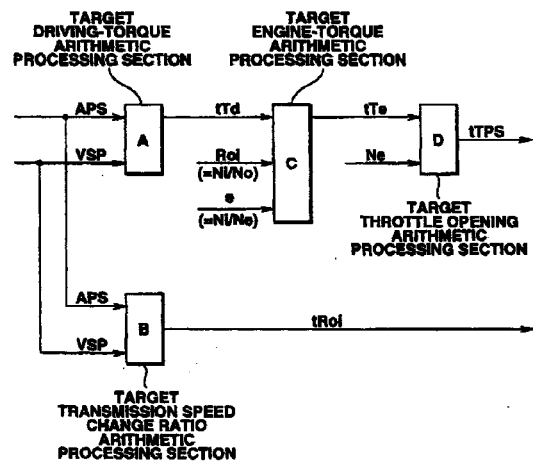 TARGET
DRIVING-TORQUE
ARITHMETIC
PROCESSING SECTION
TARGET
ENGINE-TORQUE
ARITHMETIC
PROCESSING SECTION
APS
VSP
A
tTd
Roi
(=Ni/No)
e
(=Ni/Ne)
C
tTe
Ne
D
tTPS
TARGET
THROTTLE OPENING
ARITHMETIC
PROCESSING SECTION
APS
VSP
B
tRoi
TARGET
TRANSMISSION SPEED
CHANGE RATIO
ARITHMETIC
PROCESSING SECTION